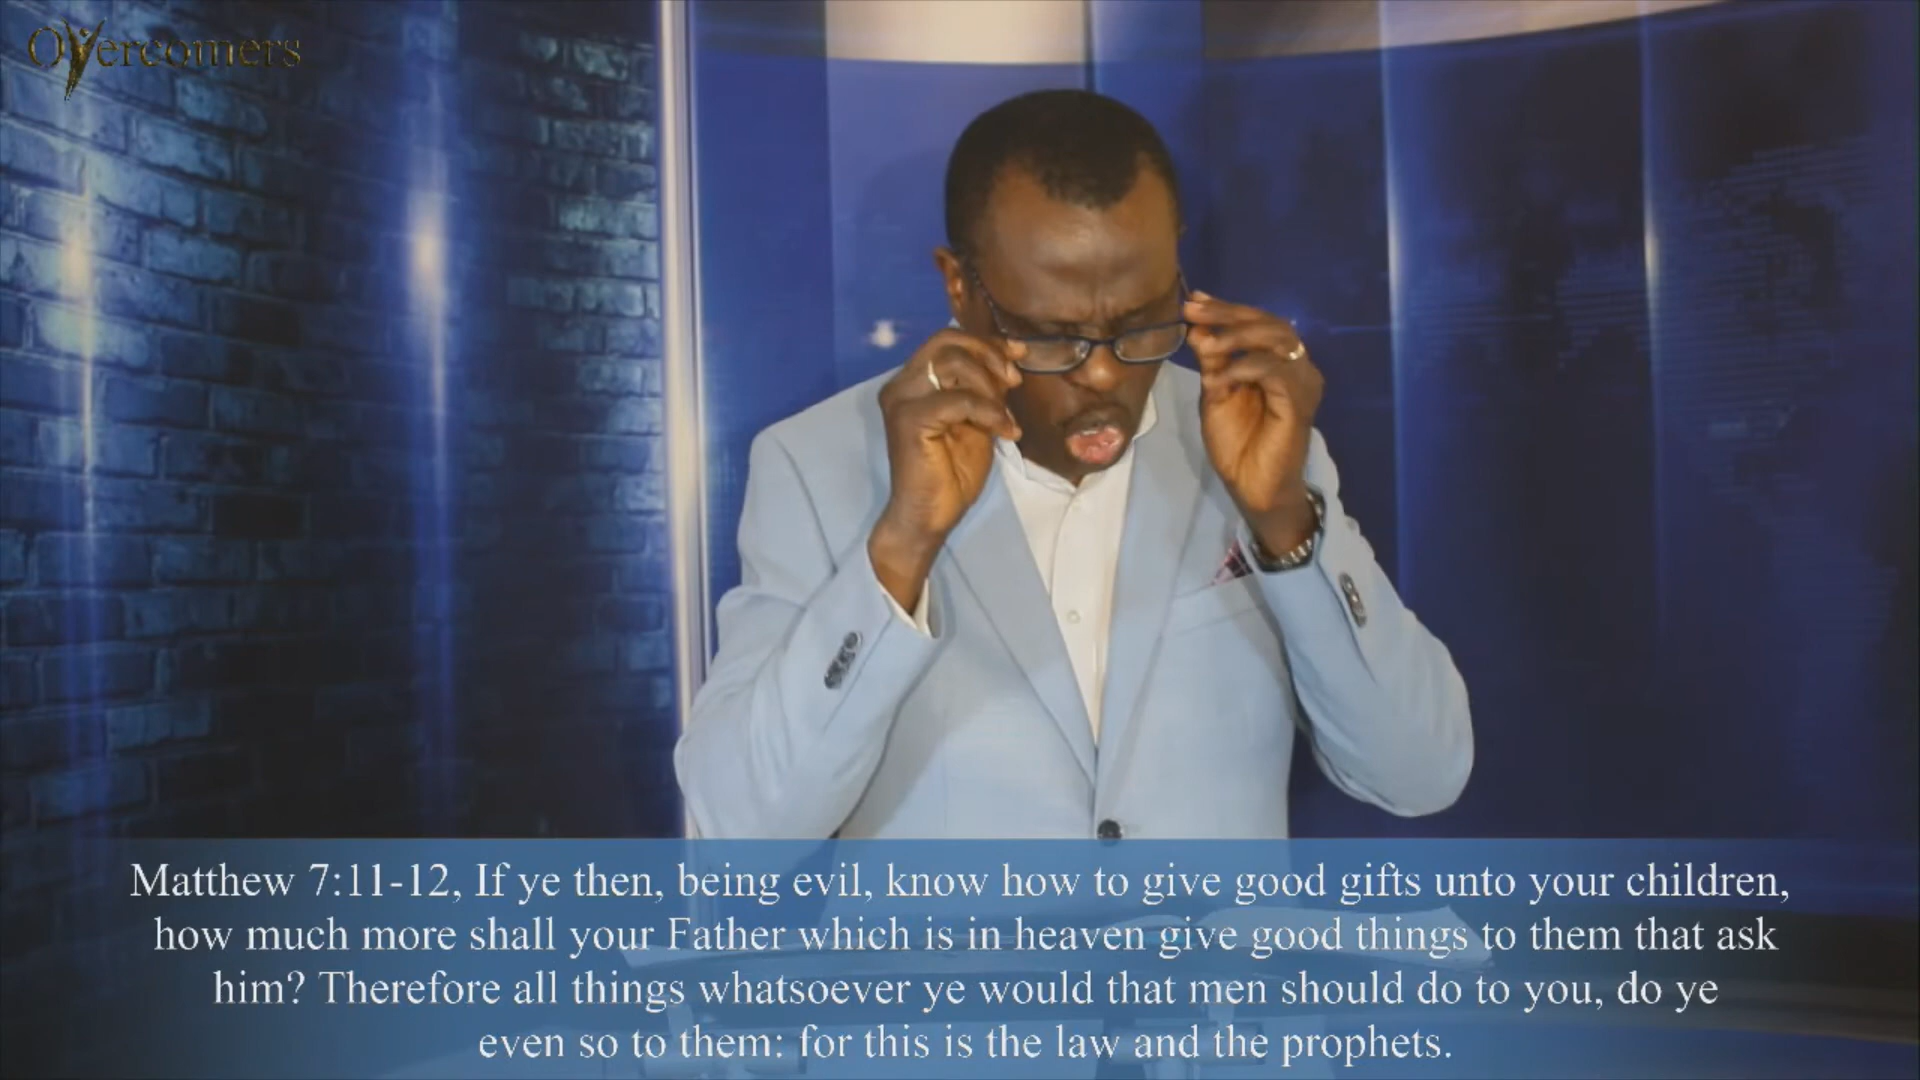 Overcomers
Matthew 7:11-12, If ye then, being evil, know how to give good gifts unto your children,
how much more shall your Father which is in heaven give good things to them that ask
him? Therefore all things whatsoever ye would that men should do to you, do ye
even so to them: for this is the law and the prophets.